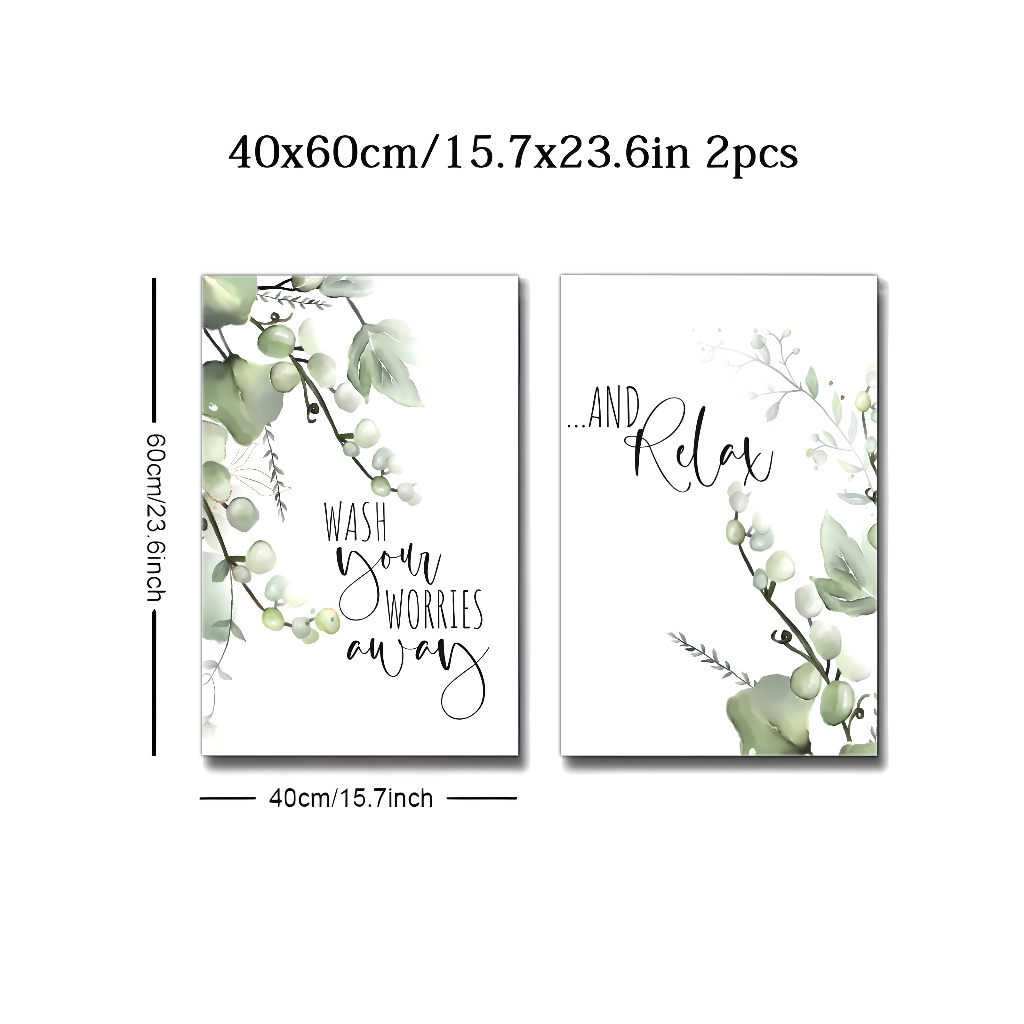 40x60cm/15.7x23.6in 2pcs
60cm/23.6inch
WASH
your
WORRIES
away
...AND
Relax
40cm/15.7inch